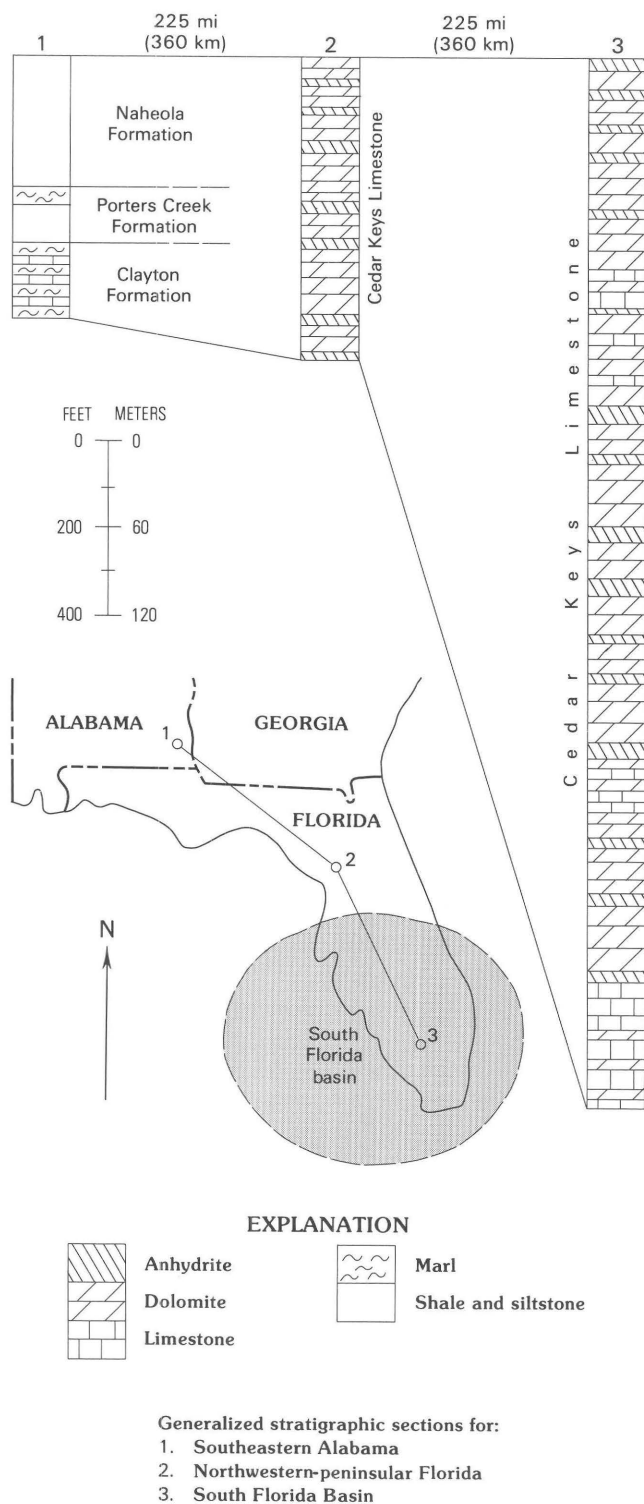 225 mi
(360 km)
225 mi
(360 km)
1
2
3
Naheola
Formation
Porters Creek
Formation
Clayton
Formation
Cedar Keys Limestone
Cedar Keys Limestone
FEET METERS
0 0
200 60
400 120
ALABAMA
GEORGIA
FLORIDA
1
2
3
N
South
Florida
basin
EXPLANATION
Anhydrite
Dolomite
Limestone
Marl
Shale and siltstone
Generalized stratigraphic sections for:
1. Southeastern Alabama
2. Northwestern-peninsular Florida
3. South Florida Basin